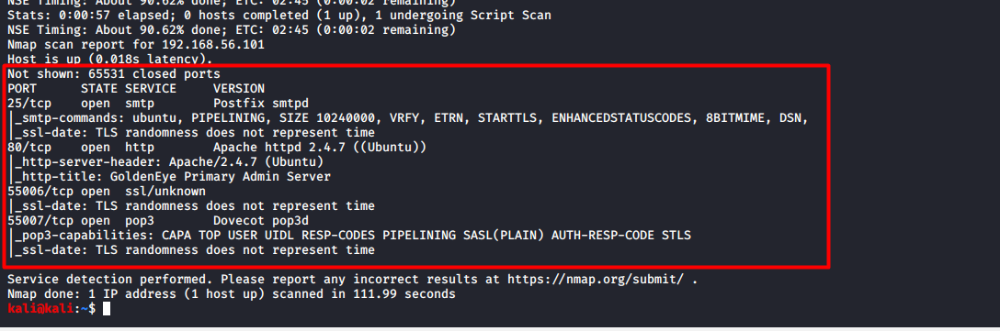 NSE Timing: About 90.62% done; ETC: 02:45 (0:00:02 remaining)
Stats: 0:00:57 elapsed; 0 hosts completed (1 up), 1 undergoing Script Scan
NSE Timing: About 90.62% done; ETC: 02:45 (0:00:02 remaining)
Nmap scan report for 192.168.56.101
Host is up (0.018s latency).
Not shown: 65531 closed ports
PORT      STATE SERVICE     VERSION
25/tcp    open  smtp        Postfix smtpd
|_smtp-commands: ubuntu, PIPELINING, SIZE 10240000, VRFY, ETRN, STARTTLS, ENHANCEDSTATUSCODES, 8BITMIME, DSN,
|_ssl-date: TLS randomness does not represent time
80/tcp    open  http        Apache httpd 2.4.7 ((Ubuntu))
|_http-server-header: Apache/2.4.7 (Ubuntu)
|_http-title: GoldenEye Primary Admin Server
55006/tcp open  ssl/unknown
|_ssl-date: TLS randomness does not represent time
55007/tcp open  pop3        Dovecot pop3d
|_pop3-capabilities: CAPA TOP USER UIDL RESP-CODES PIPELINING SASL(PLAIN) AUTH-RESP-CODE STLS
|_ssl-date: TLS randomness does not represent time
Service detection performed. Please report any incorrect results at https://nmap.org/submit/ .
Nmap done: 1 IP address (1 host up) scanned in 111.99 seconds
kali@kali:~$